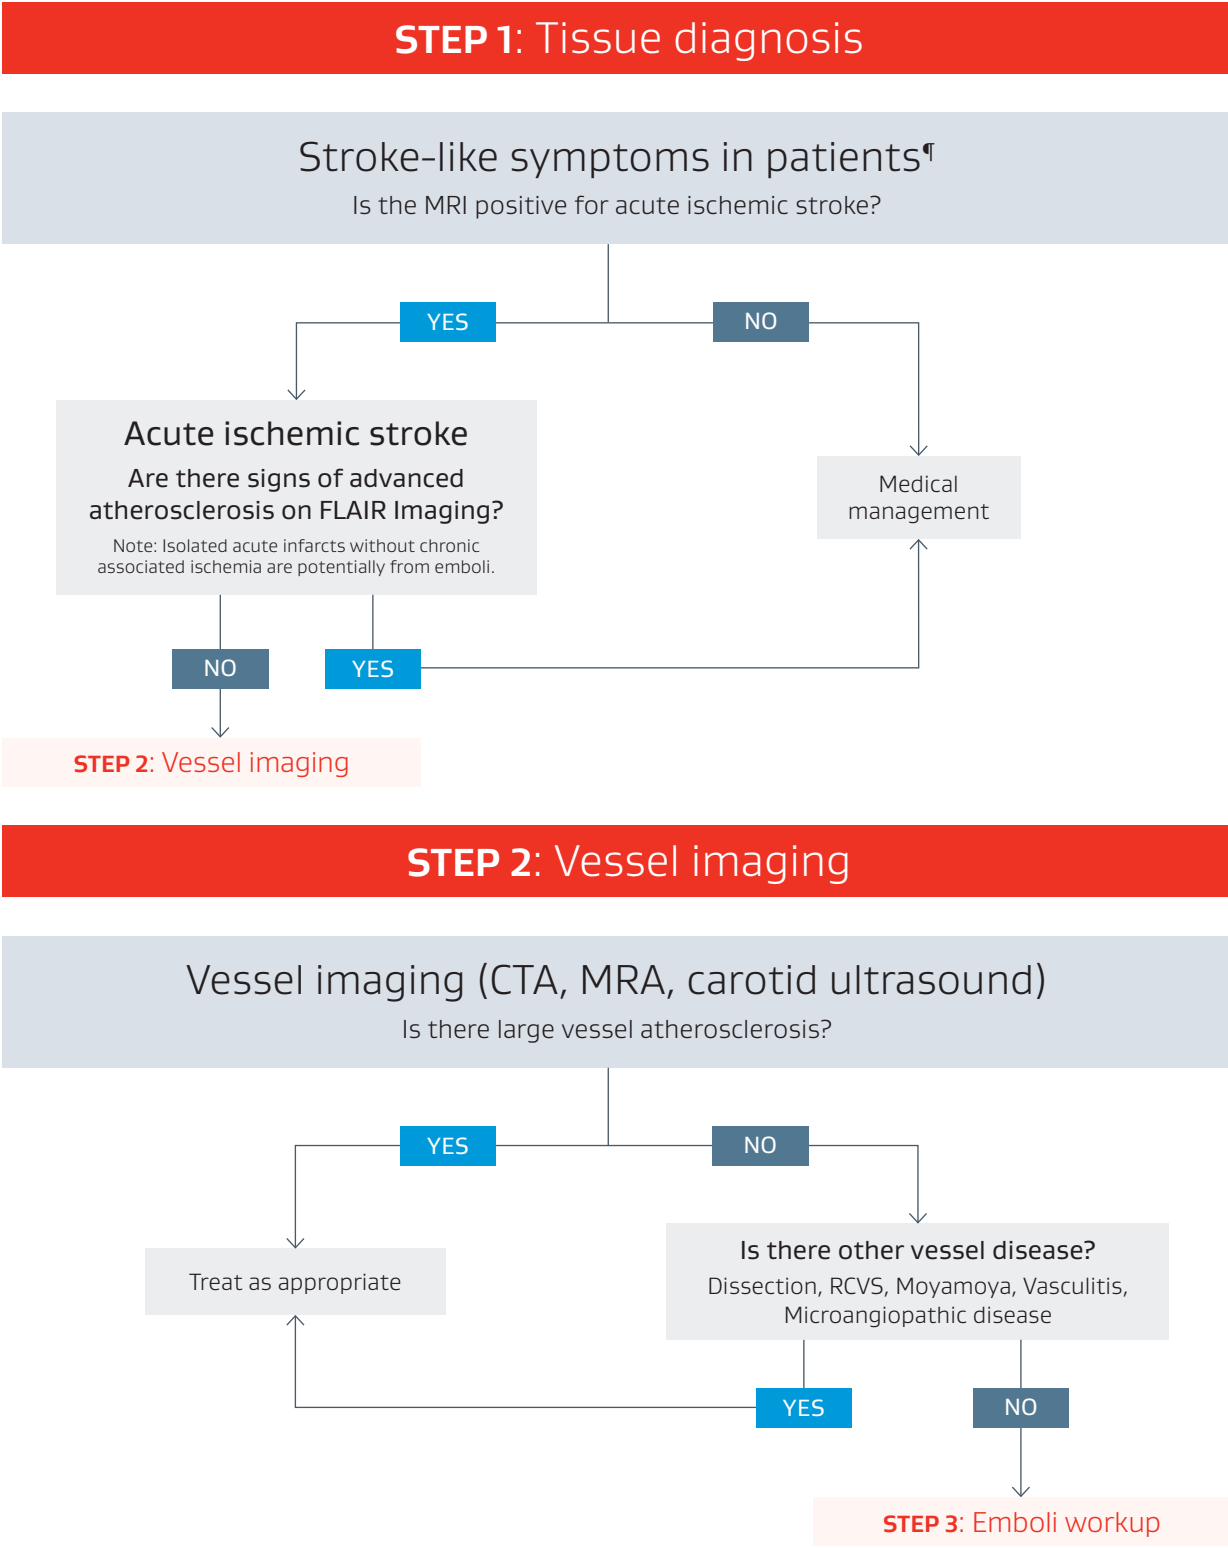 STEP 1: Tissue diagnosis
Stroke-like symptoms in patients¶
Is the MRI positive for acute ischemic stroke?
YES
NO
Acute ischemic stroke
Are there signs of advanced
atherosclerosis on FLAIR Imaging?
Note: Isolated acute infarcts without chronic
associated ischemia are potentially from emboli.
Medical
management
NO
YES
STEP 2: Vessel imaging
STEP 2: Vessel imaging
Vessel imaging (CTA, MRA, carotid ultrasound)
Is there large vessel atherosclerosis?
YES
NO
Treat as appropriate
Is there other vessel disease?
Dissection, RCVS, Moyamoya, Vasculitis,
Microangiopathic disease
YES
NO
STEP 3: Emboli workup